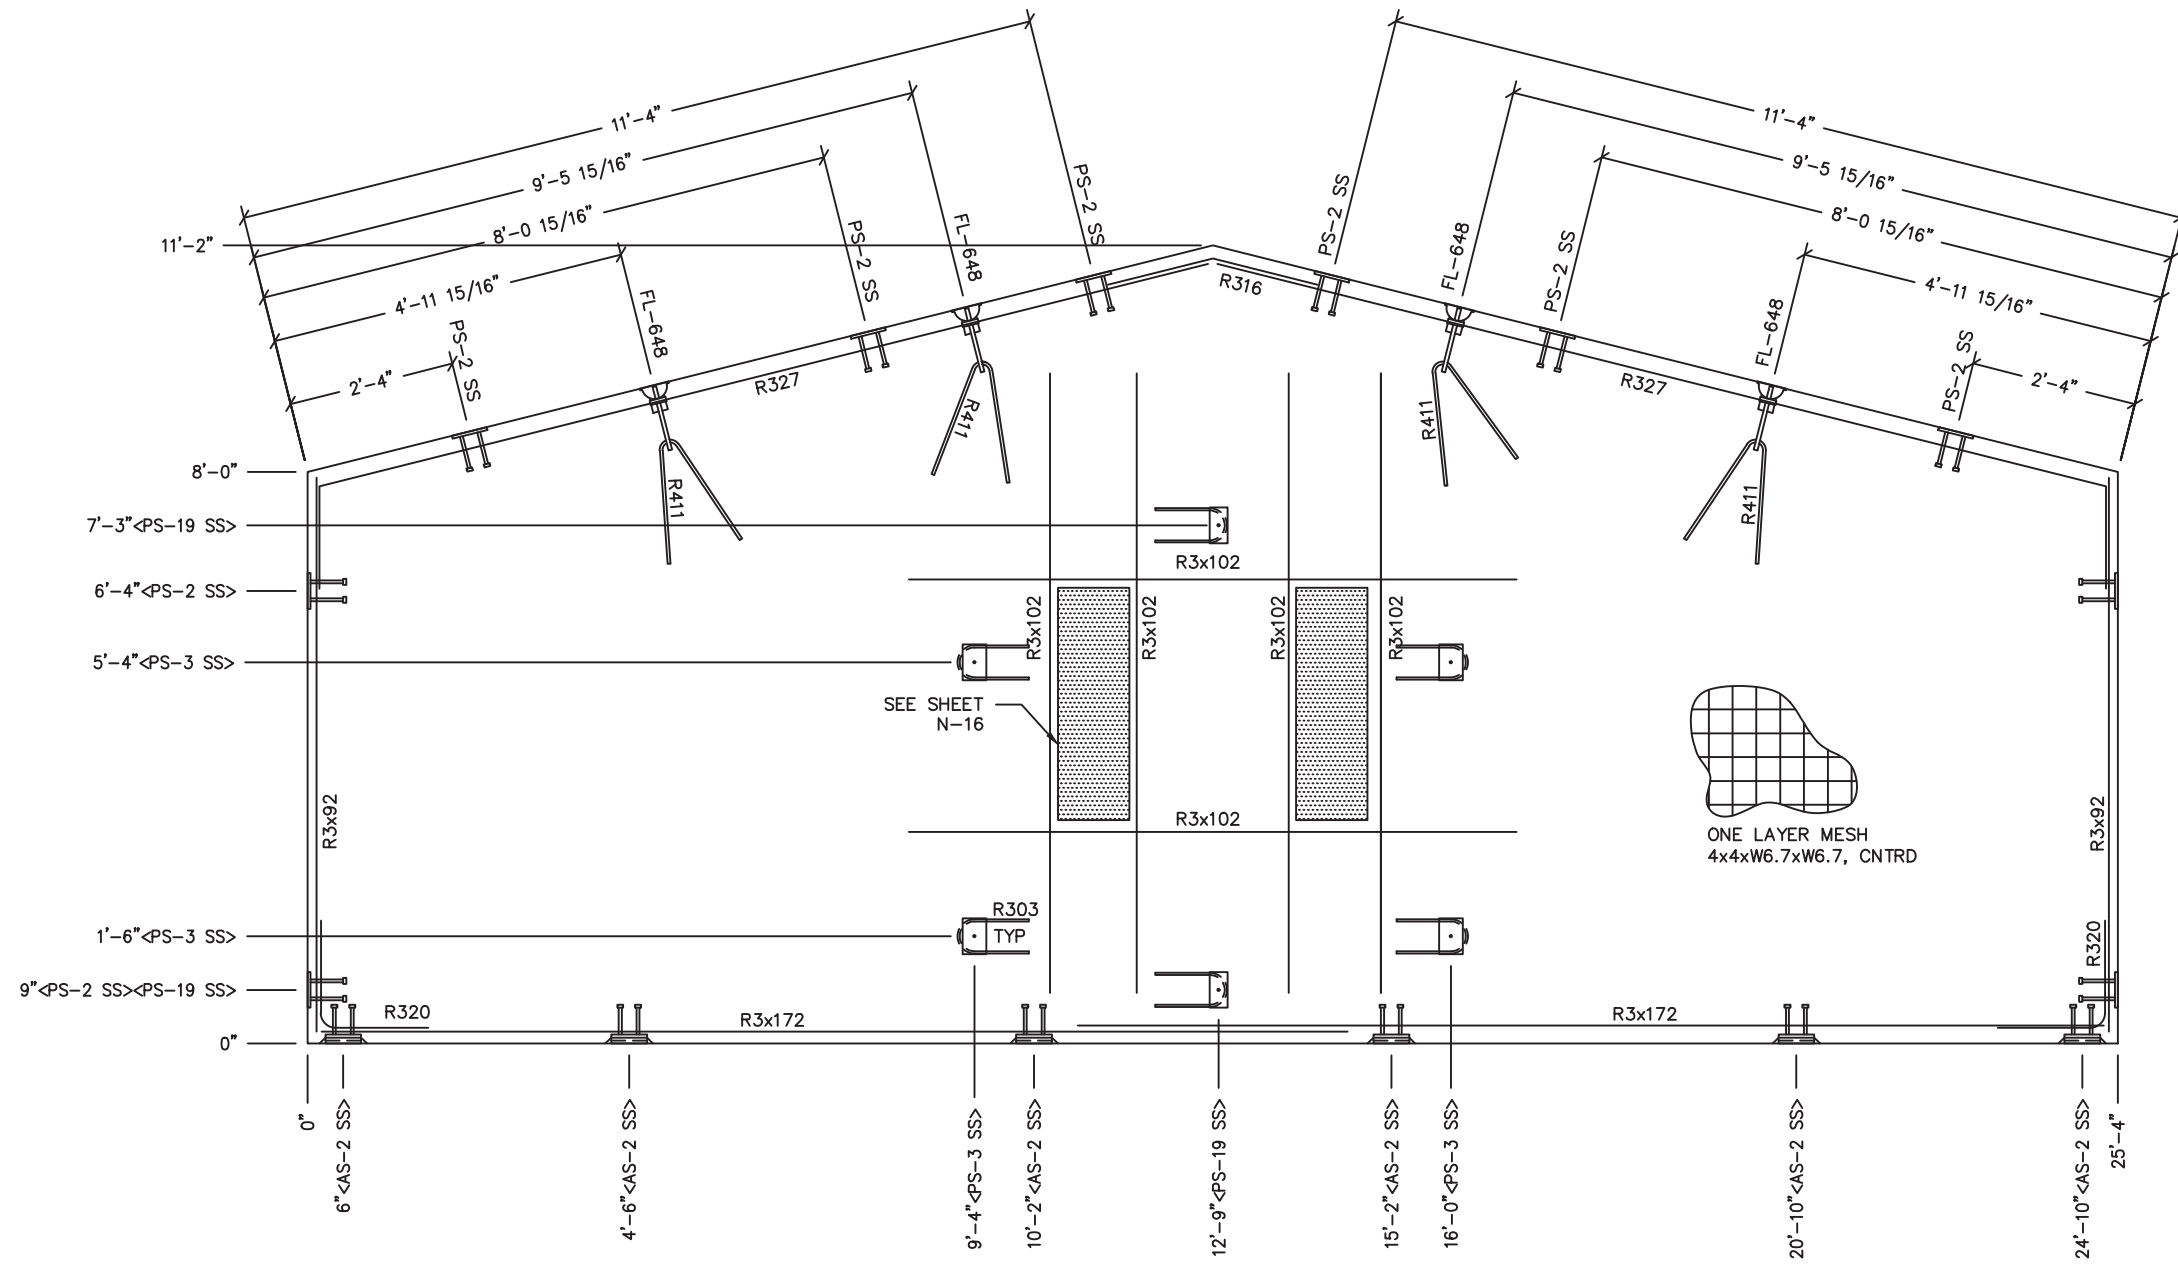 11'-4"
9'-5 15/16"
8'-0 15/16"
4'-11 15/16"
2'-4"
11'-4"
9'-5 15/16"
8'-0 15/16"
4'-11 15/16"
2'-4"
PS-2 SS
FL-648
PS-2 SS
FL-648
PS-2 SS
PS-2 SS
FL-648
PS-2 SS
FL-648
PS-2 SS
11'-2"
8'-0"
7'-3"<PS-19 SS>
6'-4"<PS-2 SS>
5'-4"<PS-3 SS>
1'-6"<PS-3 SS>
9"<PS-2 SS><PS-19 SS>
0"
R316
R327
R327
R411
R411
R411
R411
R3x102
R3x102
R3x102
R3x102
R3x102
SEE SHEET
N-16
R3x102
R3x92
R3x92
ONE LAYER MESH
4x4xW6.7xW6.7, CNTRD
R303
TYP
R320
R320
R3x172
R3x172
0"
6"<AS-2 SS>
4'-6"<AS-2 SS>
9'-4"<PS-3 SS>
10'-2"<AS-2 SS>
12'-9"<PS-19 SS>
15'-2"<AS-2 SS>
16'-0"<PS-3 SS>
20'-10"<AS-2 SS>
24'-10"<AS-2 SS>
25'-4"